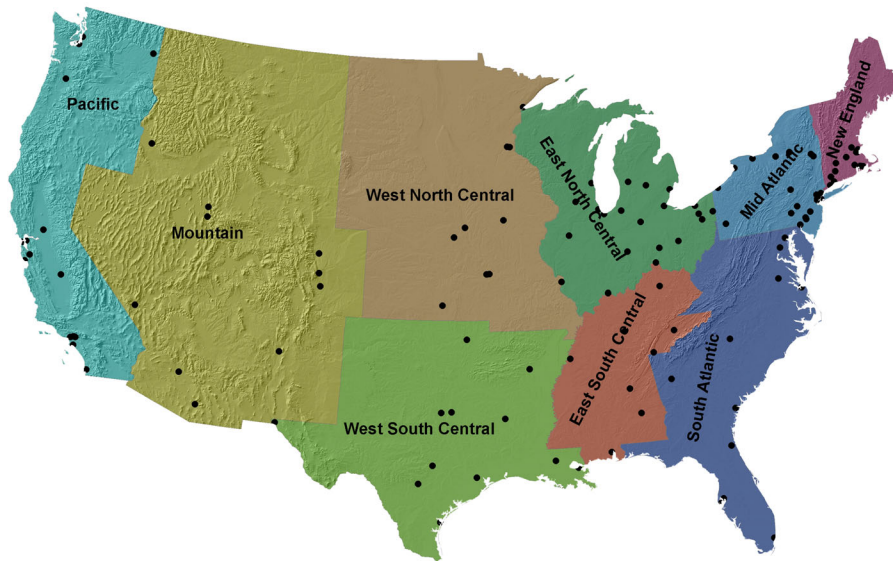 Pacific
Mountain
West North Central
West South Central
East North Central
East South Central
South Atlantic
Mid Atlantic
New England